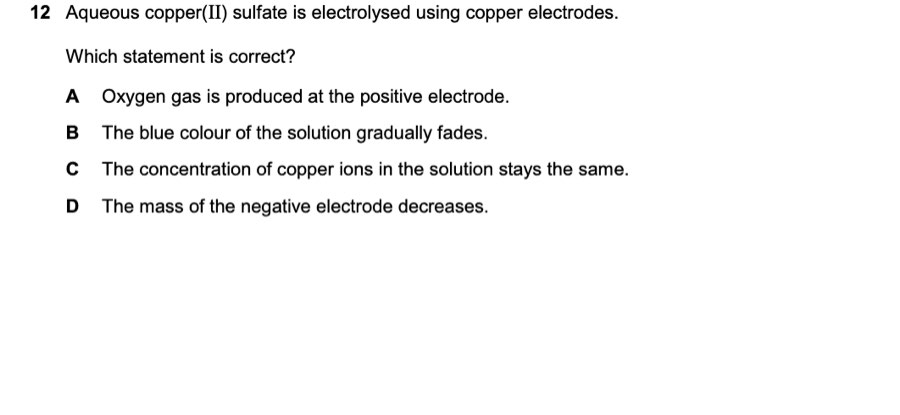 12 Aqueous copper(II) sulfate is electrolysed using copper electrodes.
Which statement is correct?
A Oxygen gas is produced at the positive electrode.
B The blue colour of the solution gradually fades.
C The concentration of copper ions in the solution stays the same.
D The mass of the negative electrode decreases.